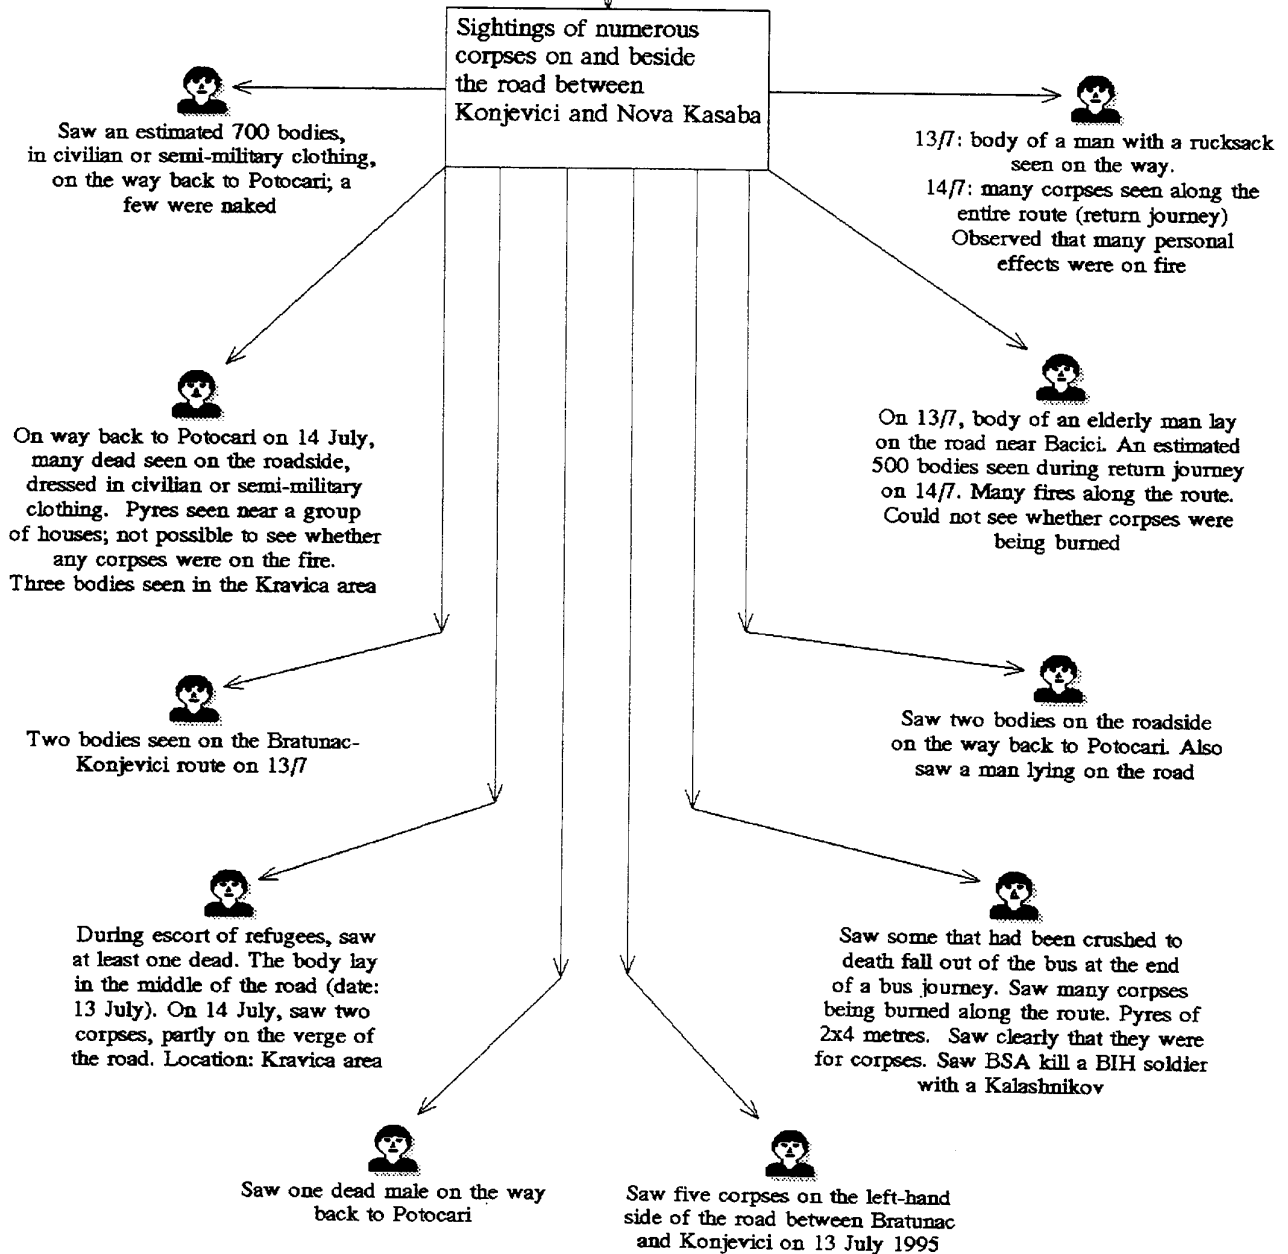 Sightings of numerous
corpses on and beside
the road between
Konjevici and Nova Kasaba
Saw an estimated 700 bodies,
in civilian or semi-military clothing,
on the way back to Potocari; a
few were naked
13/7: body of a man with a rucksack
seen on the way.
14/7: many corpses seen along the
entire route (return journey)
Observed that many personal
effects were on fire
On way back to Potocari on 14 July,
many dead seen on the roadside,
dressed in civilian or semi-military
clothing. Pyres seen near a group
of houses; not possible to see whether
any corpses were on the fire.
Three bodies seen in the Kravica area
On 13/7, body of an elderly man lay
on the road near Bacici. An estimated
500 bodies seen during return journey
on 14/7. Many fires along the route.
Could not see whether corpses were
being burned
Two bodies seen on the Bratunac-
Konjevici route on 13/7
Saw two bodies on the roadside
on the way back to Potocari. Also
saw a man lying on the road
During escort of refugees, saw
at least one dead. The body lay
in the middle of the road (date:
13 July). On 14 July, saw two
corpses, partly on the verge of
the road. Location: Kravica area
Saw some that had been crushed to
death fall out of the bus at the end
of a bus journey. Saw many corpses
being burned along the route. Pyres of
2x4 metres. Saw clearly that they were
for corpses. Saw BSA kill a BIH soldier
with a Kalashnikov
Saw one dead male on the way
back to Potocari
Saw five corpses on the left-hand
side of the road between Bratunac
and Konjevici on 13 July 1995